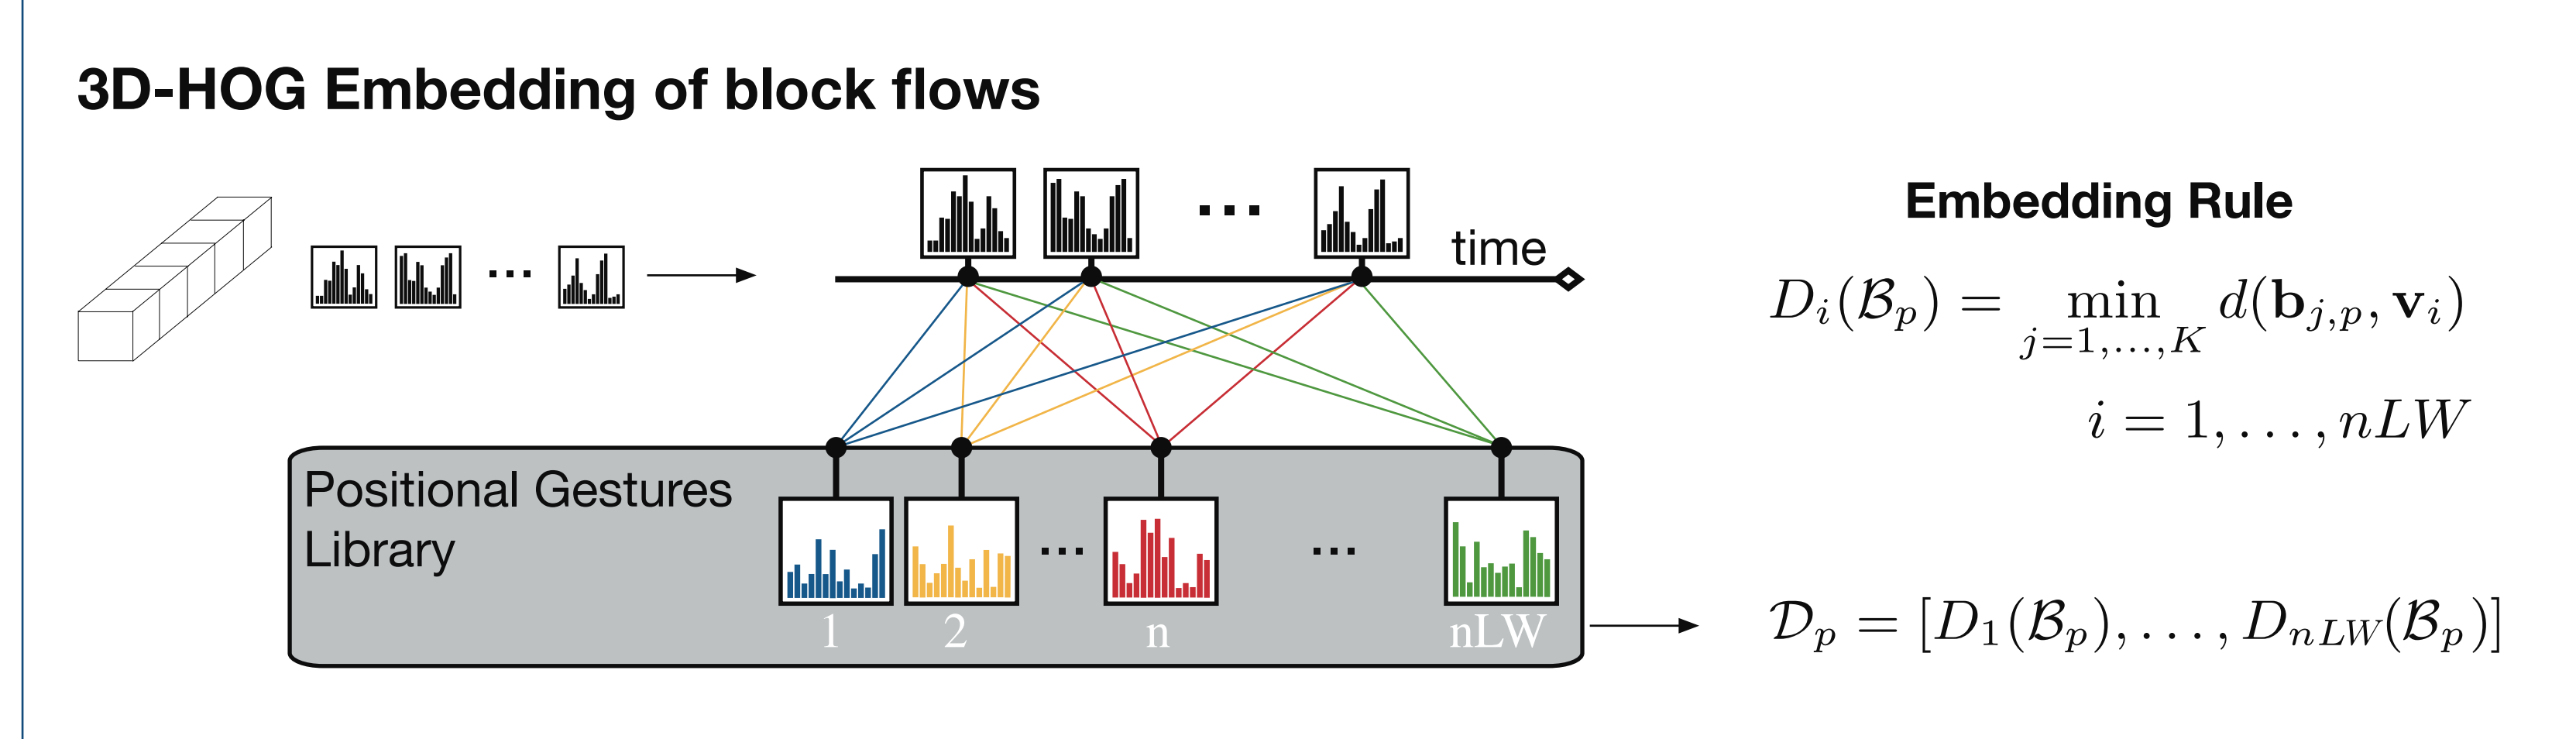 3D-HOG Embedding of block flows
time
Embedding Rule
D_i(ℬ_p) = min_{j=1,...,K} d(𝐛_{j,p}, 𝐯_i)
i = 1, . . . , nLW
Positional Gestures
Library
1 2 ... n ... nLW
𝒟_p = [D_1(ℬ_p), . . . , D_{nLW}(ℬ_p)]